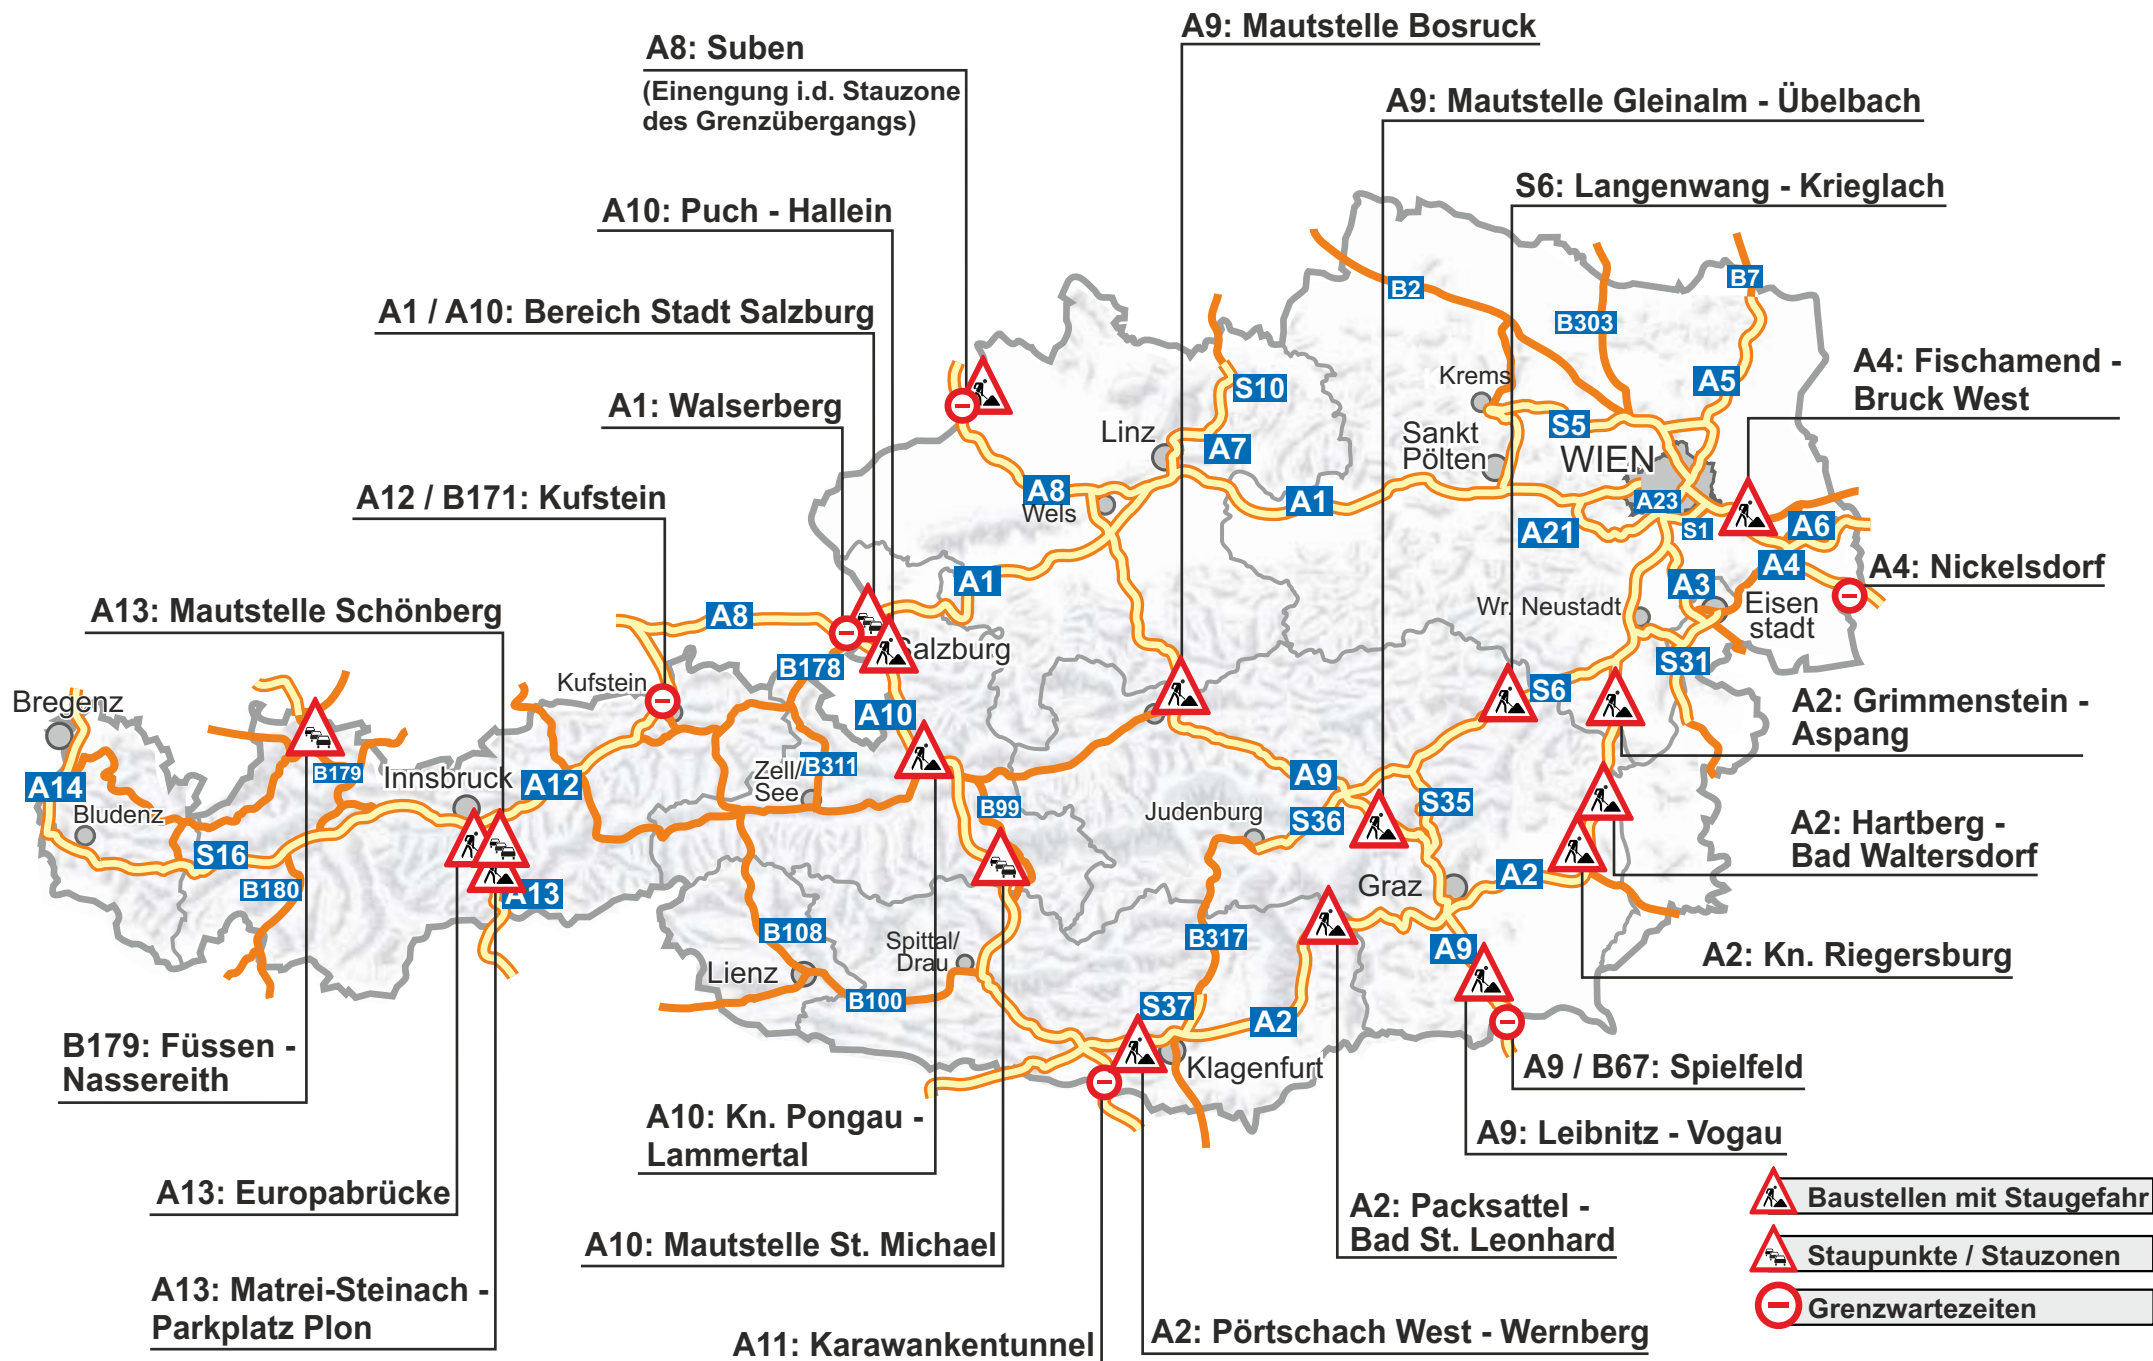 A9: Mautstelle Bosruck
A8: Suben
(Einengung i.d. Stauzone
des Grenzübergangs)
A9: Mautstelle Gleinalm - Übelbach
S6: Langenwang - Krieglach
A10: Puch - Hallein
A1 / A10: Bereich Stadt Salzburg
A4: Fischamend -
Bruck West
A1: Walserberg
A12 / B171: Kufstein
A4: Nickelsdorf
A13: Mautstelle Schönberg
A2: Grimmenstein -
Aspang
A2: Hartberg -
Bad Waltersdorf
A2: Kn. Riegersburg
B179: Füssen -
Nassereith
A9 / B67: Spielfeld
A10: Kn. Pongau -
Lammertal
A9: Leibnitz - Vogau
A13: Europabrücke
A2: Packsattel -
Bad St. Leonhard
A10: Mautstelle St. Michael
A13: Matrei-Steinach -
Parkplatz Plon
A11: Karawankentunnel
A2: Pörtschach West - Wernberg
Baustellen mit Staugefahr
Staupunkte / Stauzonen
Grenzwartezeiten
B7
B2
B303
A5
S10
Krems
S5
Linz
A7
Sankt
Pölten
WIEN
A8
Wels
A1
A23
A21
S1
A6
A4
A1
A3
Eisen
stadt
Wr. Neustadt
A8
Salzburg
B178
S31
Kufstein
S6
Bregenz
A10
A14
B179
Innsbruck
A12
Zell/
See
B311
A9
B99
S35
Bludenz
Judenburg
S36
S16
B180
A13
Graz
A2
B108
Spittal/
Drau
B317
A9
Lienz
B100
S37
A2
Klagenfurt